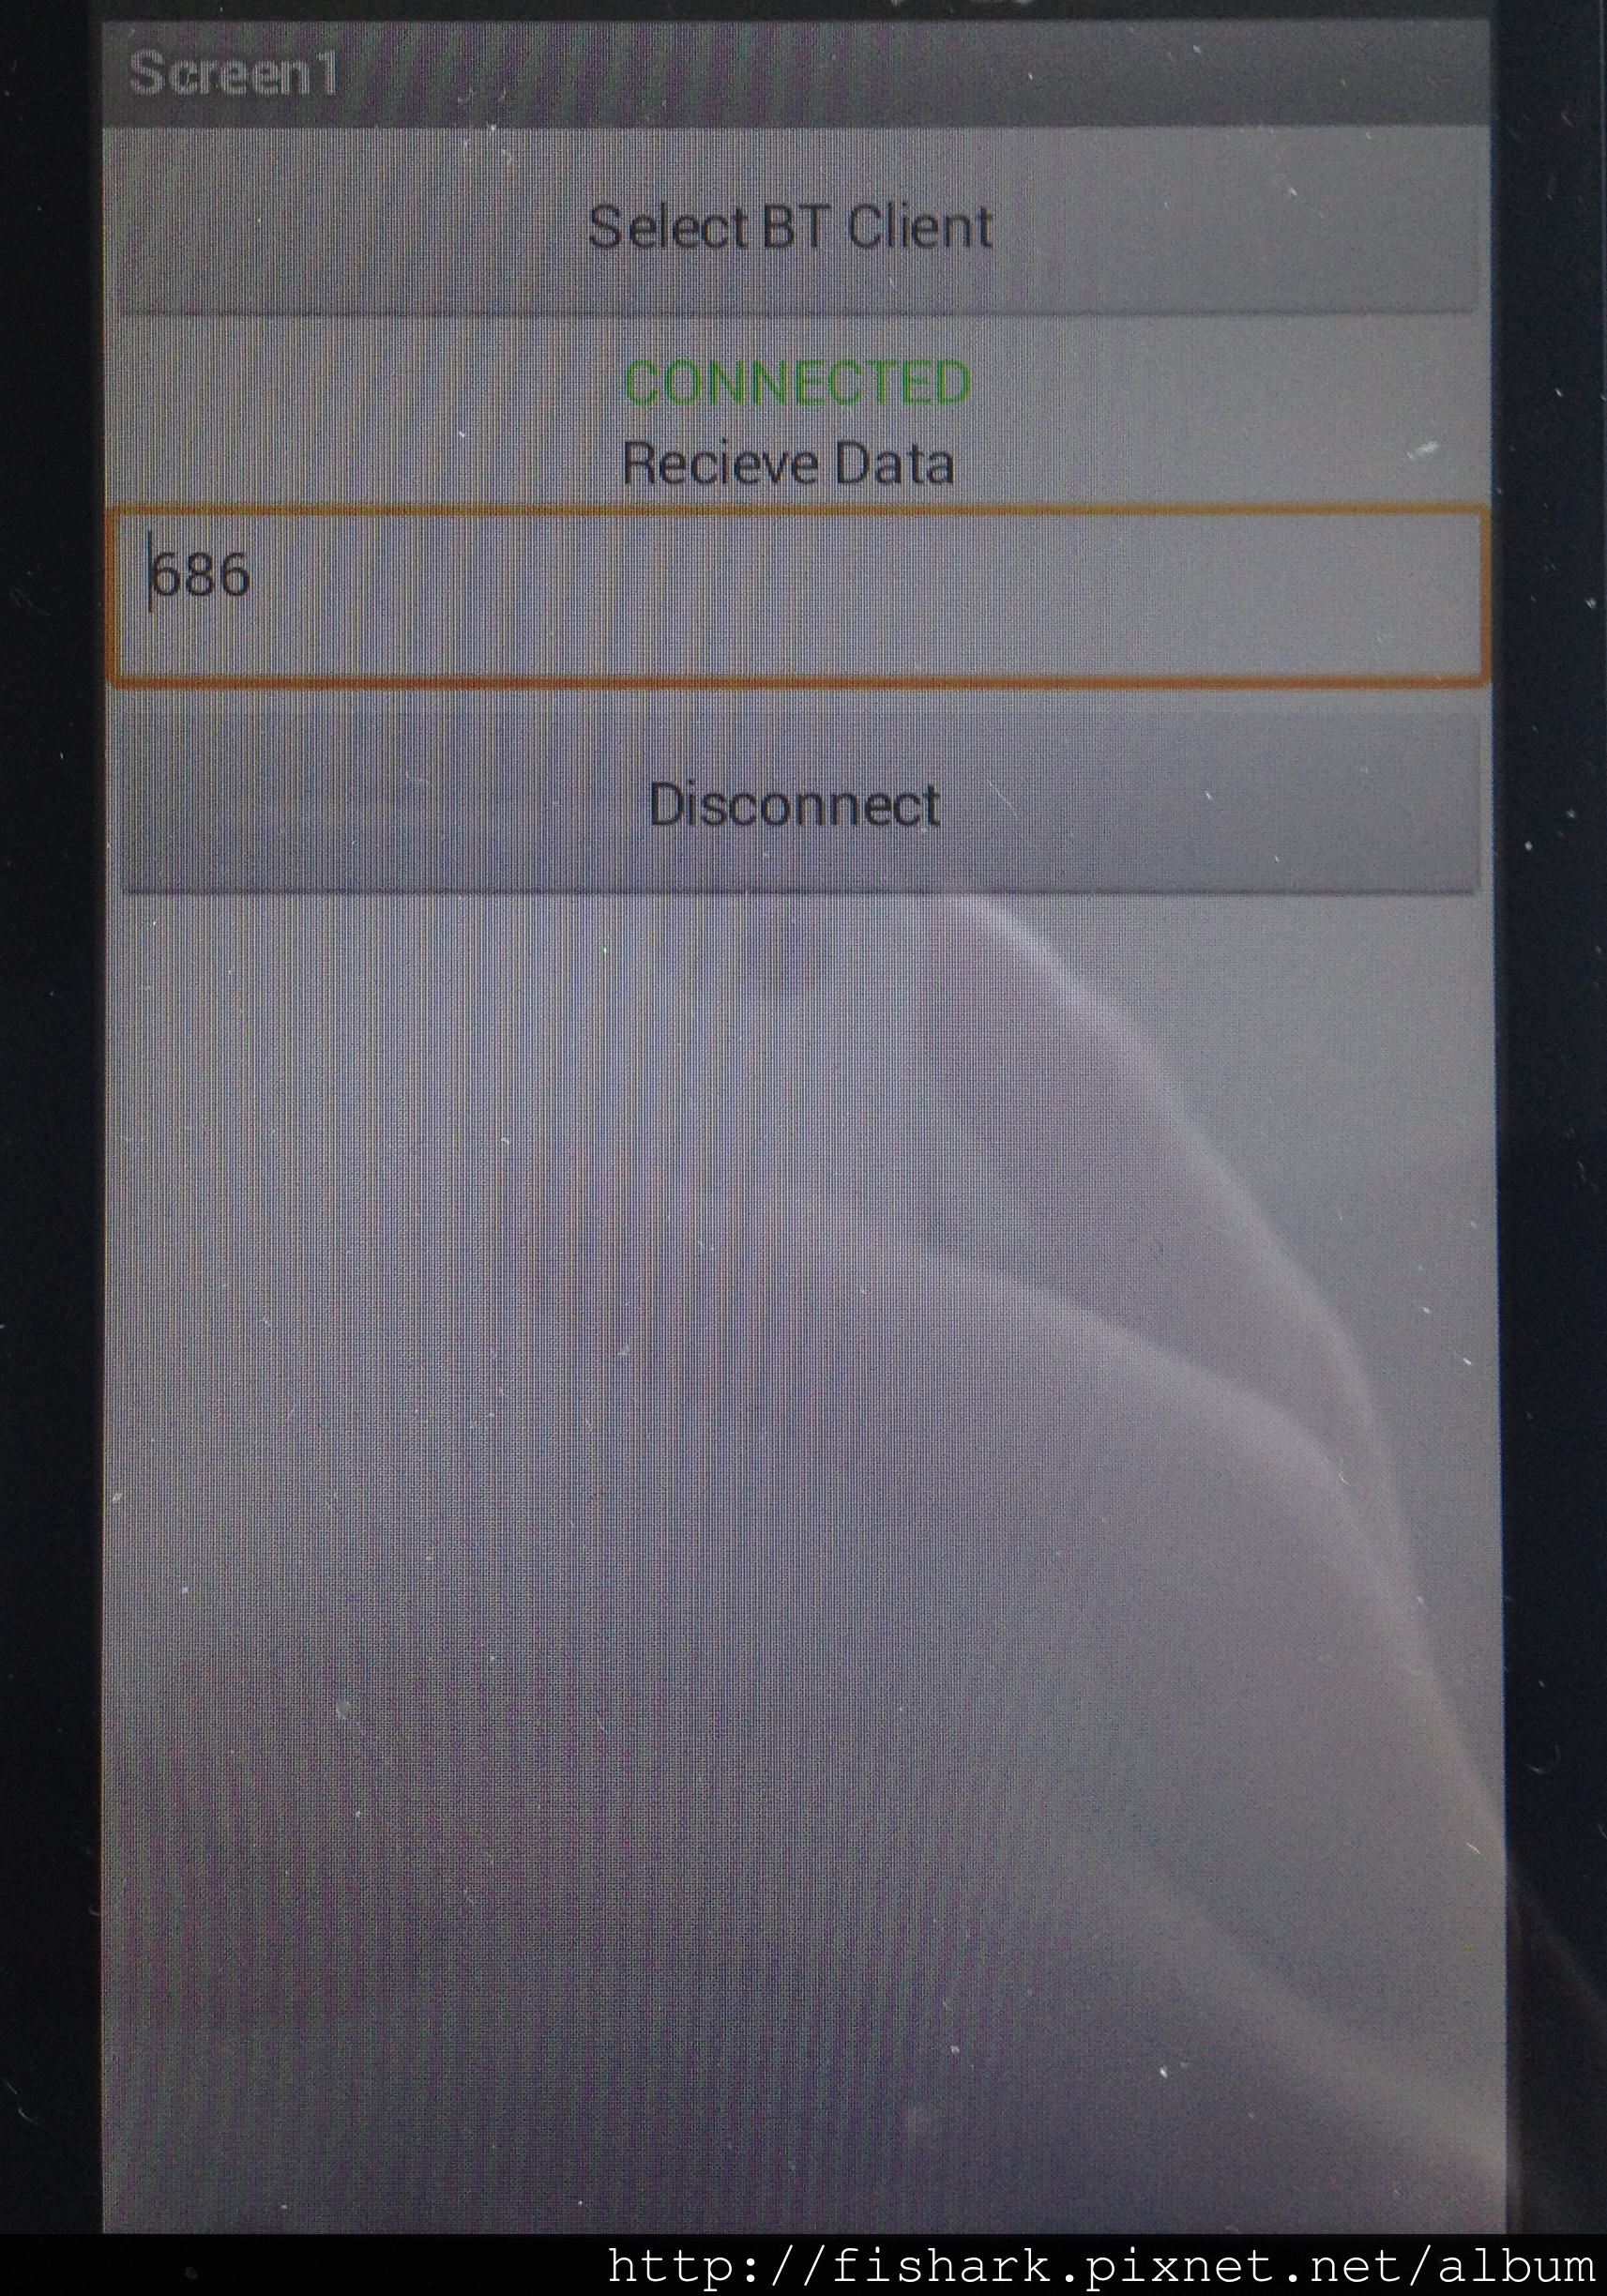 Screen1
Select BT Client
CONNECTED
Recieve Data
686
Disconnect
http://fishark.pixnet.net/album